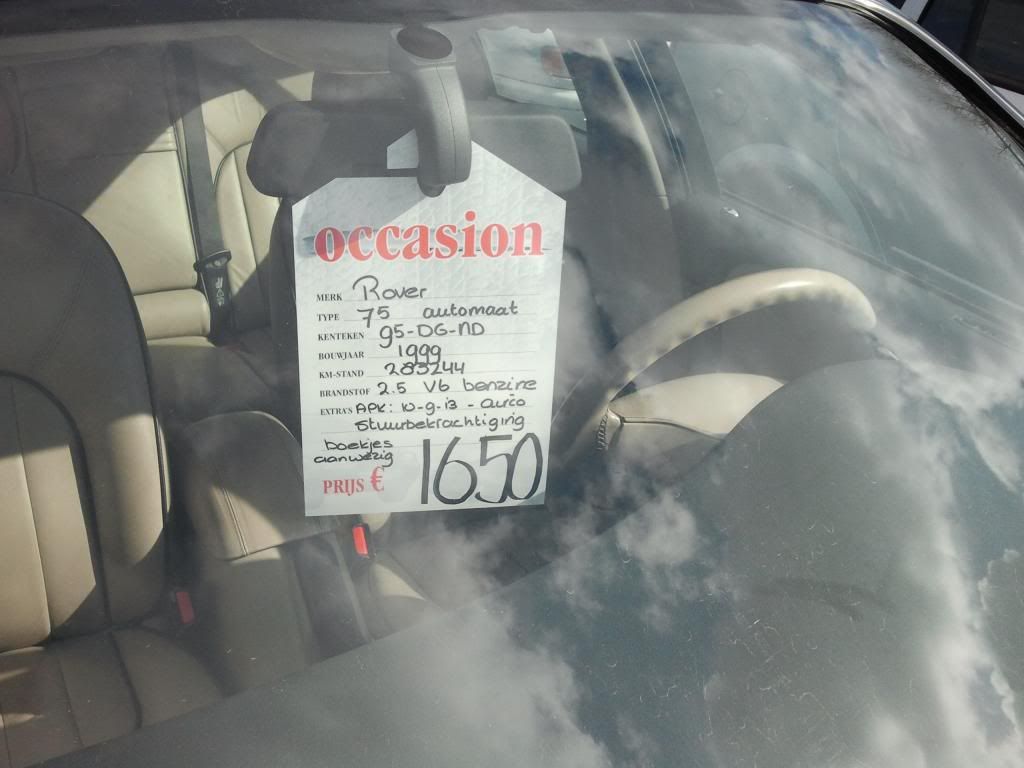 occasion
MERK Rover
TYPE 75 automaat
KENTEKEN 95-DG-ND
BOUWJAAR 1999
KM-STAND 283244
BRANDSTOF 2.5 V6 benzine
EXTRA'S APK: 10-9-13 - airco
stuurbekrachtiging
boekjes
aanwezig
PRIJS € 1650